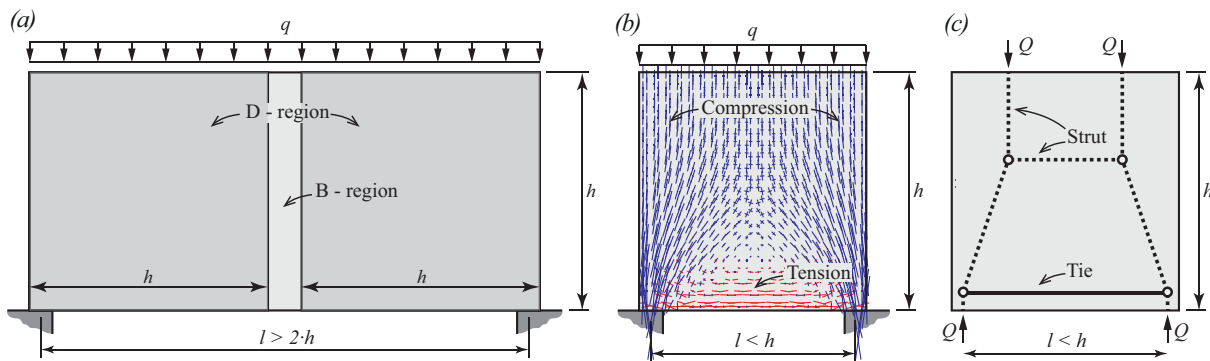 (a)
q
D - region
B - region
h
h
h
l > 2·h
(b)
q
Compression
Tension
h
l < h
(c)
Q
Q
Strut
h
Tie
Q
Q
l < h